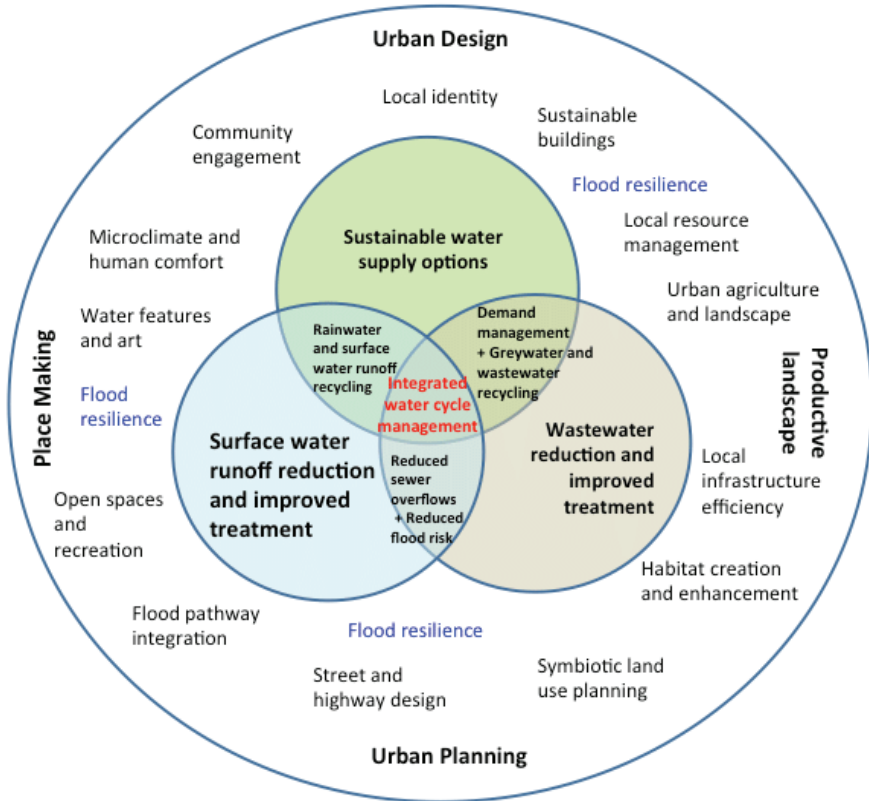 Urban Design
Local identity
Sustainable
buildings
Community
engagement
Flood resilience
Local resource
management
Microclimate and
human comfort
Sustainable water
supply options
Urban agriculture
and landscape
Water features
and art
Rainwater
and surface
water runoff
recycling
Demand
management
+ Greywater and
wastewater
recycling
Place Making
Productive
landscape
Flood
resilience
Integrated
water cycle
management
Surface water
runoff reduction
and improved
treatment
Wastewater
reduction and
improved
treatment
Reduced
sewer
overflows
+ Reduced
flood risk
Local
infrastructure
efficiency
Open spaces
and
recreation
Habitat creation
and enhancement
Flood pathway
integration
Flood resilience
Street and
highway design
Symbiotic land
use planning
Urban Planning